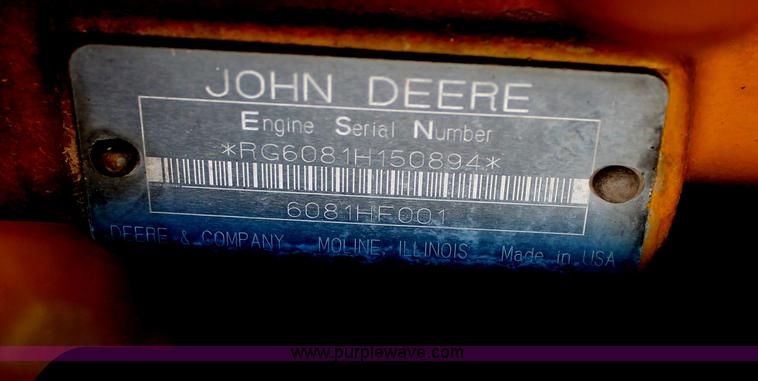 JOHN DEERE
Engine Serial Number
*RG6081H150894*
6081HF001
DEERE & COMPANY MOLINE, ILLINOIS Made in USA
www.purplewave.com